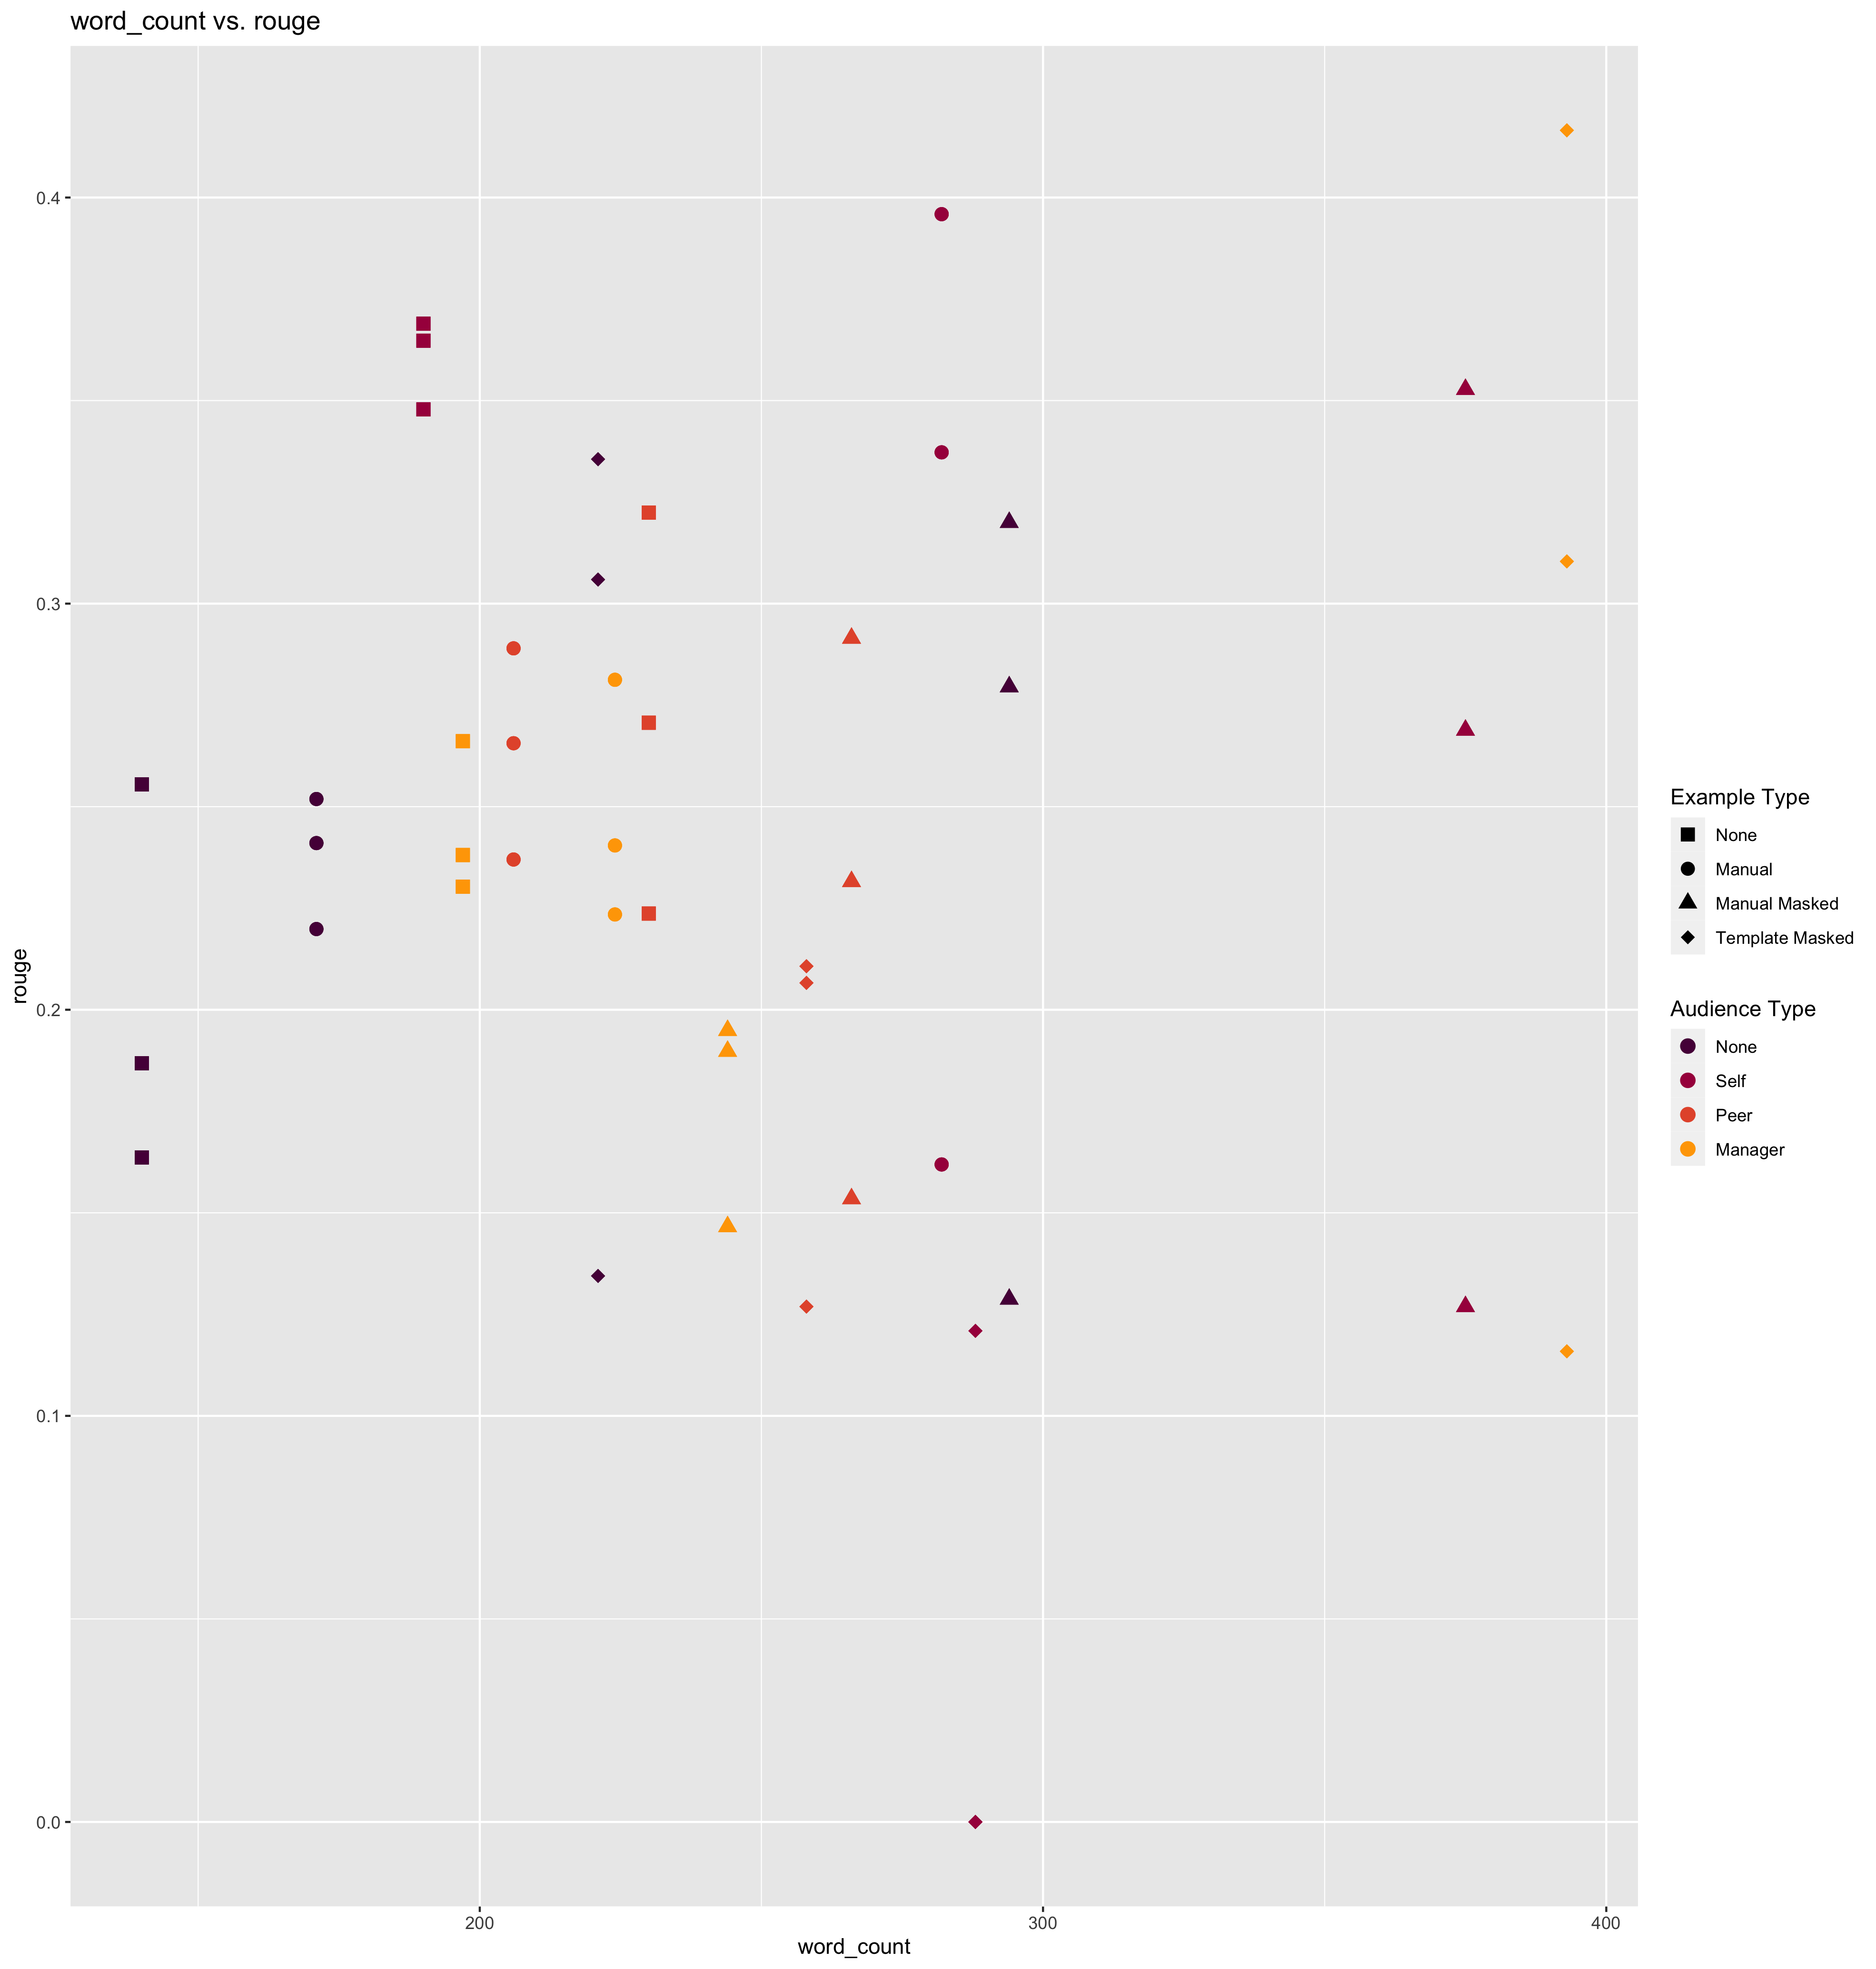 word_count vs. rouge
0.4
0.3
0.2
0.1
0.0
rouge
200
300
400
word_count
Example Type
None
Manual
Manual Masked
Template Masked
Audience Type
None
Self
Peer
Manager